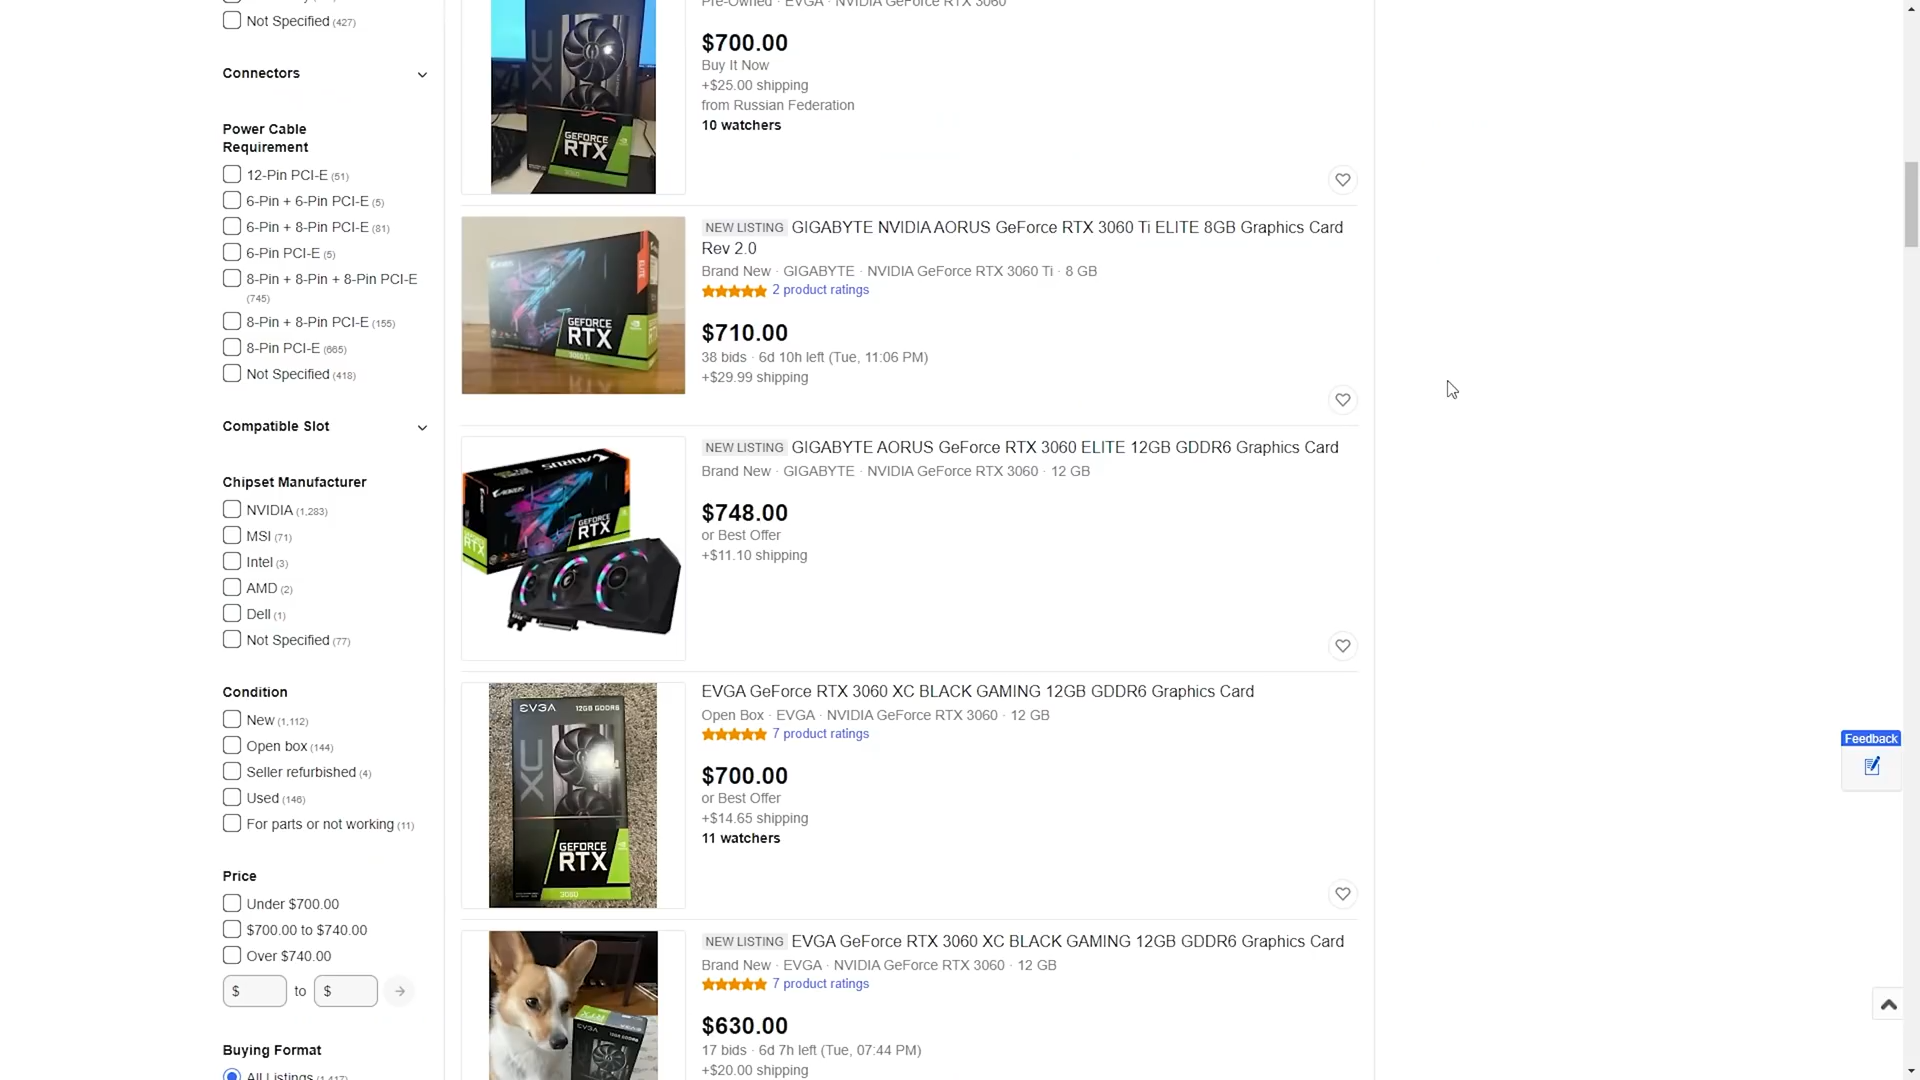 Not Specified (427)
Connectors
Power Cable
Requirement
12-Pin PCI-E (51)
6-Pin + 6-Pin PCI-E (5)
6-Pin + 8-Pin PCI-E (81)
6-Pin PCI-E (5)
8-Pin + 8-Pin + 8-Pin PCI-E
(745)
8-Pin + 8-Pin PCI-E (155)
8-Pin PCI-E (665)
Not Specified (418)
Compatible Slot
Chipset Manufacturer
NVIDIA (1,283)
MSI (71)
Intel (3)
AMD (2)
Dell (1)
Not Specified (77)
Condition
New (1,112)
Open box (144)
Seller refurbished (4)
Used (146)
For parts or not working (11)
Price
Under $700.00
$700.00 to $740.00
Over $740.00
$ to $
Buying Format
All Listings (1,417)
Pre-Owned · EVGA · NVIDIA GeForce RTX 3060
XC
GEFORCE
RTX
$700.00
Buy It Now
+$25.00 shipping
from Russian Federation
10 watchers
AORUS
ELITE
GEFORCE
RTX
3060 Ti
NEW LISTING GIGABYTE NVIDIA AORUS GeForce RTX 3060 Ti ELITE 8GB Graphics Card
Rev 2.0
Brand New · GIGABYTE · NVIDIA GeForce RTX 3060 Ti · 8 GB
2 product ratings
$710.00
38 bids · 6d 10h left (Tue, 11:06 PM)
+$29.99 shipping
AORUS
GEFORCE
RTX
RTX
NEW LISTING GIGABYTE AORUS GeForce RTX 3060 ELITE 12GB GDDR6 Graphics Card
Brand New · GIGABYTE · NVIDIA GeForce RTX 3060 · 12 GB
$748.00
or Best Offer
+$11.10 shipping
EVGA 12GB GDDR6
XC
GEFORCE
RTX
3060
EVGA GeForce RTX 3060 XC BLACK GAMING 12GB GDDR6 Graphics Card
Open Box · EVGA · NVIDIA GeForce RTX 3060 · 12 GB
7 product ratings
$700.00
or Best Offer
+$14.65 shipping
11 watchers
EVGA
NEW LISTING EVGA GeForce RTX 3060 XC BLACK GAMING 12GB GDDR6 Graphics Card
Brand New · EVGA · NVIDIA GeForce RTX 3060 · 12 GB
7 product ratings
$630.00
17 bids · 6d 7h left (Tue, 07:44 PM)
+$20.00 shipping
Feedback